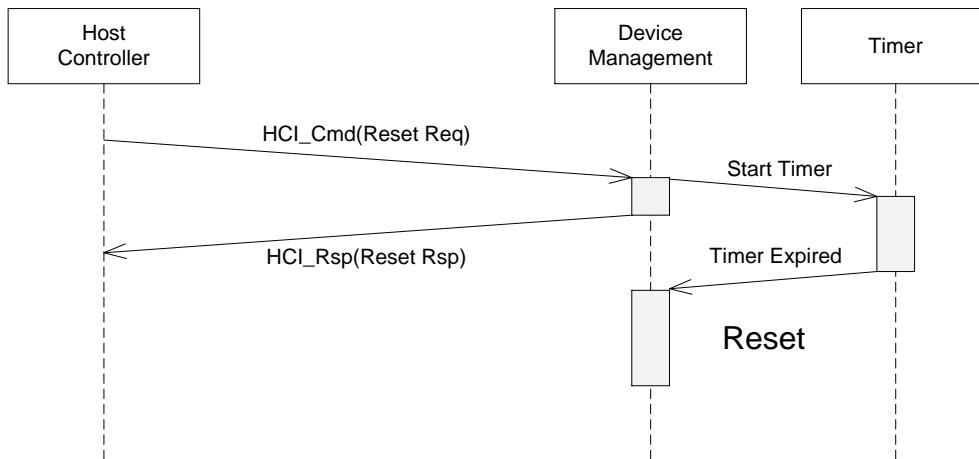 Host
Controller
Device
Management
Timer
HCI_Cmd(Reset Req)
Start Timer
HCI_Rsp(Reset Rsp)
Timer Expired
Reset